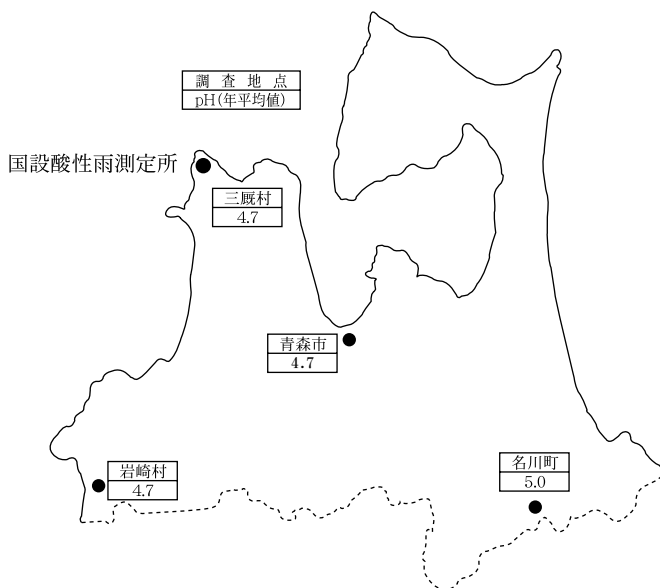 調査地点
pH(年平均値)
国設酸性雨測定所
三厩村
4.7
青森市
4.7
岩崎村
4.7
名川町
5.0